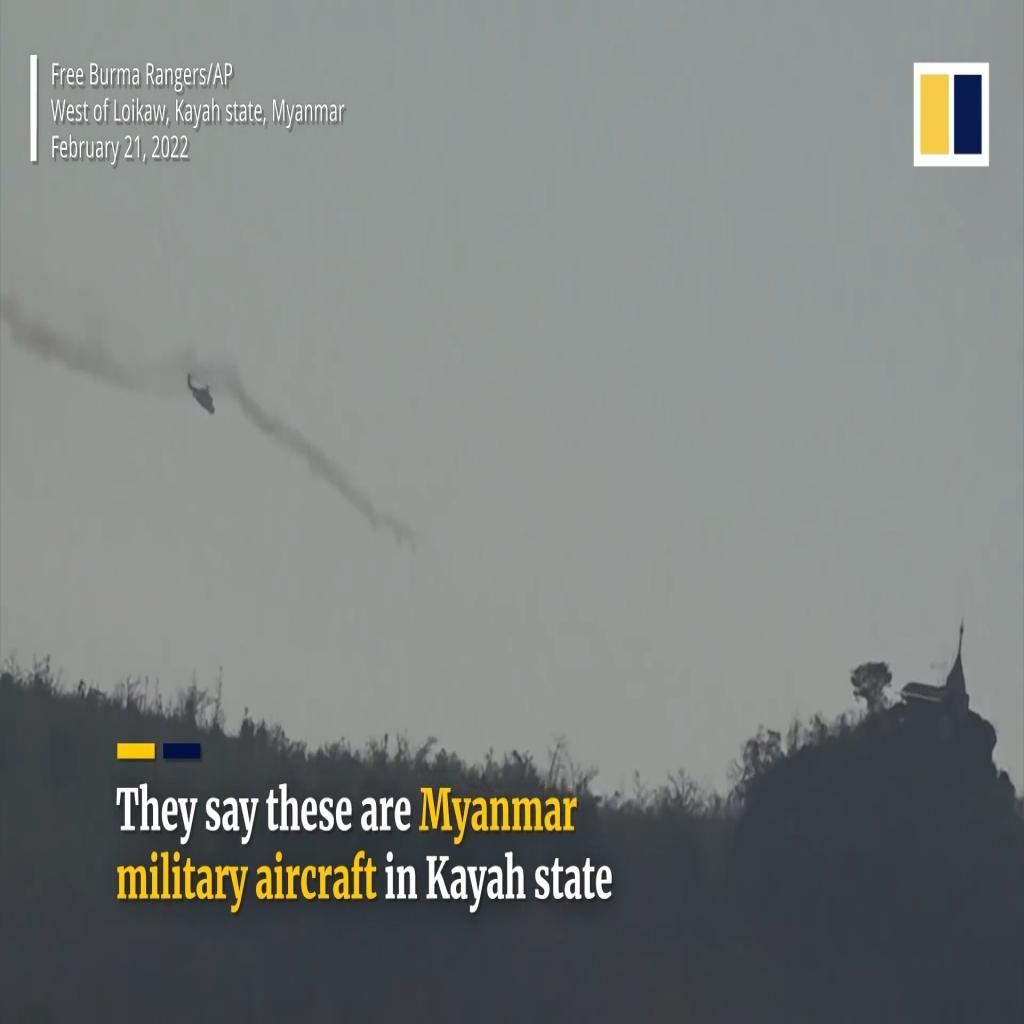 Free Burma Rangers/AP
West of Loikaw, Kayah state, Myanmar
February 21, 2022
They say these are Myanmar
military aircraft in Kayah state